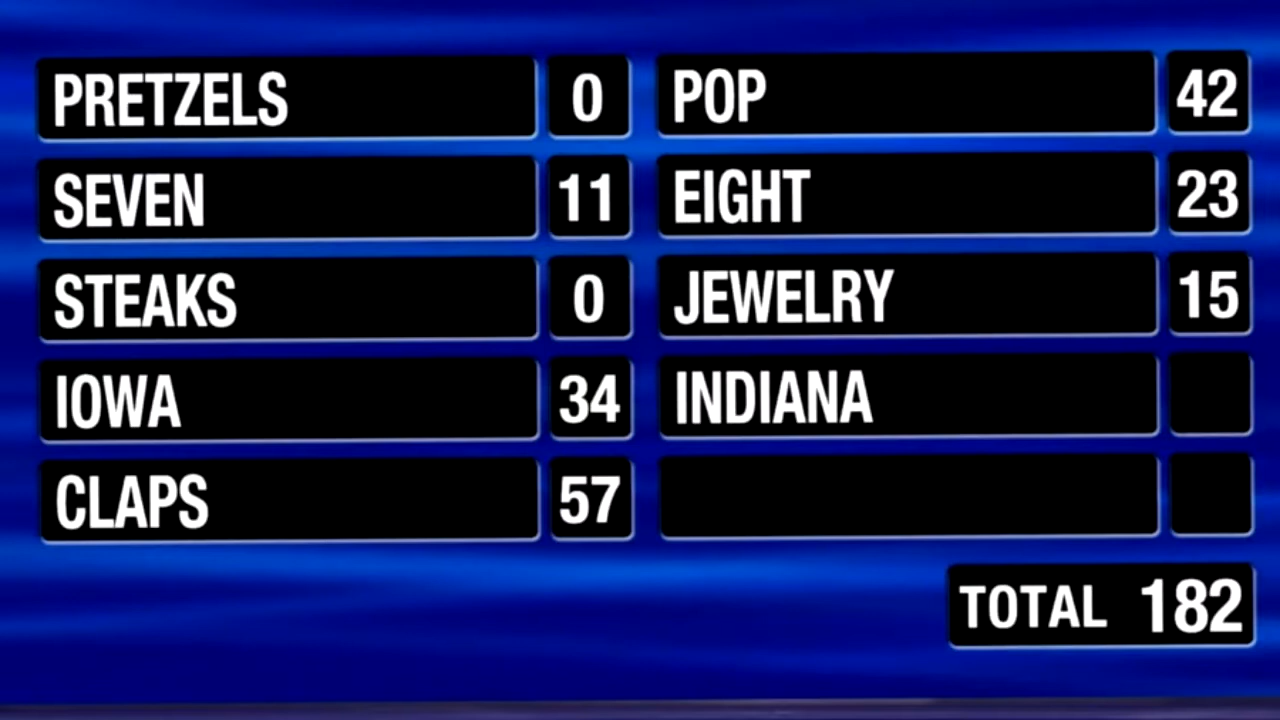 PRETZELS 0
SEVEN 11
STEAKS 0
IOWA 34
CLAPS 57
POP 42
EIGHT 23
JEWELRY 15
INDIANA
TOTAL 182